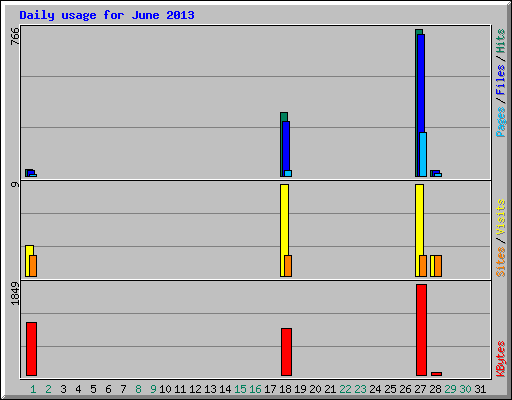 Daily usage for June 2013
766
9
1849
Pages/Files/Hits
Sites/Visits
KBytes
1 2 3 4 5 6 7 8 9 10 11 12 13 14 15 16 17 18 19 20 21 22 23 24 25 26 27 28 29 30 31